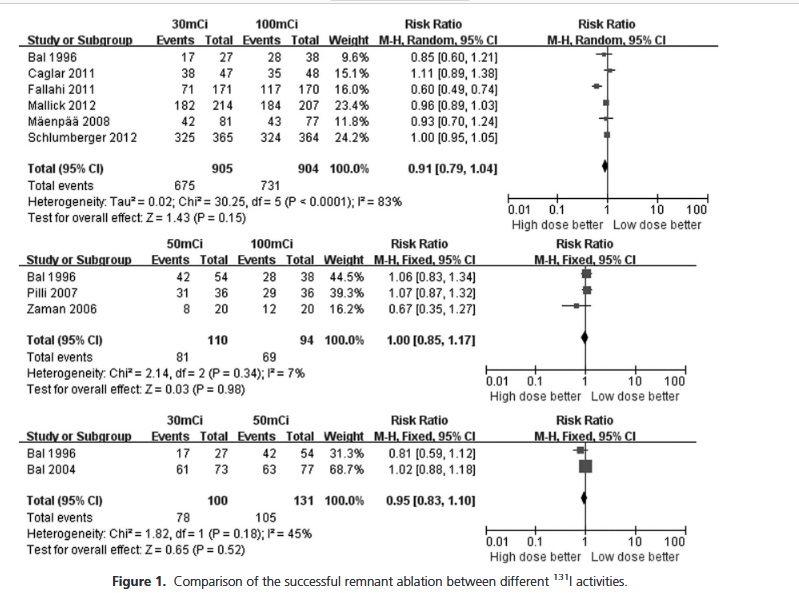 30mCi 100mCi Risk Ratio Risk Ratio
Study or Subgroup Events Total Events Total Weight M-H, Random, 95% CI M-H, Random, 95% CI
Bal 1996 17 27 28 38 9.6% 0.85 [0.60, 1.21]
Caglar 2011 38 47 35 48 15.1% 1.11 [0.89, 1.38]
Fallahi 2011 71 171 117 170 16.0% 0.60 [0.49, 0.74]
Mallick 2012 182 214 184 207 23.4% 0.96 [0.89, 1.03]
Mäenpää 2008 42 81 43 77 11.8% 0.93 [0.70, 1.24]
Schlumberger 2012 325 365 324 364 24.2% 1.00 [0.95, 1.05]
Total (95% CI) 905 904 100.0% 0.91 [0.79, 1.04]
Total events 675 731
Heterogeneity: Tau² = 0.02; Chi² = 30.25, df = 5 (P < 0.0001); I² = 83%
Test for overall effect: Z = 1.43 (P = 0.15)
0.01 0.1 1 10 100
High dose better Low dose better
50mCi 100mCi Risk Ratio Risk Ratio
Study or Subgroup Events Total Events Total Weight M-H, Fixed, 95% CI M-H, Fixed, 95% CI
Bal 1996 42 54 28 38 44.5% 1.06 [0.83, 1.34]
Pilli 2007 31 36 29 36 39.3% 1.07 [0.87, 1.32]
Zaman 2006 8 20 12 20 16.2% 0.67 [0.35, 1.27]
Total (95% CI) 110 94 100.0% 1.00 [0.85, 1.17]
Total events 81 69
Heterogeneity: Chi² = 2.14, df = 2 (P = 0.34); I² = 7%
Test for overall effect: Z = 0.03 (P = 0.98)
0.01 0.1 1 10 100
High dose better Low dose better
30mCi 50mCi Risk Ratio Risk Ratio
Study or Subgroup Events Total Events Total Weight M-H, Fixed, 95% CI M-H, Fixed, 95% CI
Bal 1996 17 27 42 54 31.3% 0.81 [0.59, 1.12]
Bal 2004 61 73 63 77 68.7% 1.02 [0.88, 1.18]
Total (95% CI) 100 131 100.0% 0.95 [0.83, 1.10]
Total events 78 105
Heterogeneity: Chi² = 1.82, df = 1 (P = 0.18); I² = 45%
Test for overall effect: Z = 0.65 (P = 0.52)
0.01 0.1 1 10 100
High dose better Low dose better
Figure 1. Comparison of the successful remnant ablation between different ¹³¹I activities.